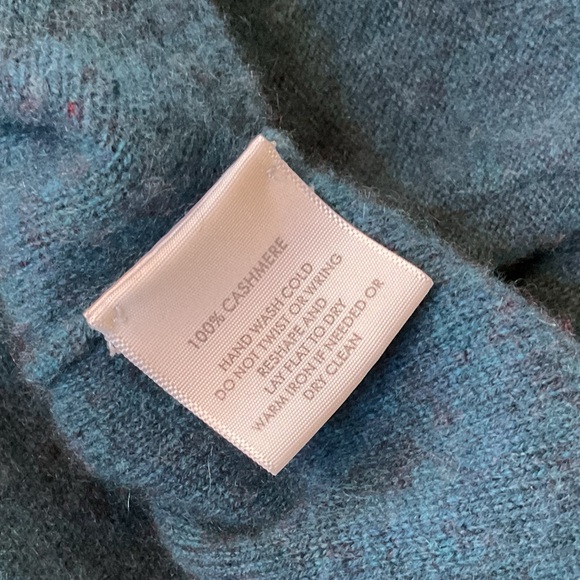 100% CASHMERE
HAND WASH COLD
DO NOT TWIST OR WRING
RESHAPE AND
LAY FLAT TO DRY
WARM IRON IF NEEDED OR
DRY CLEAN